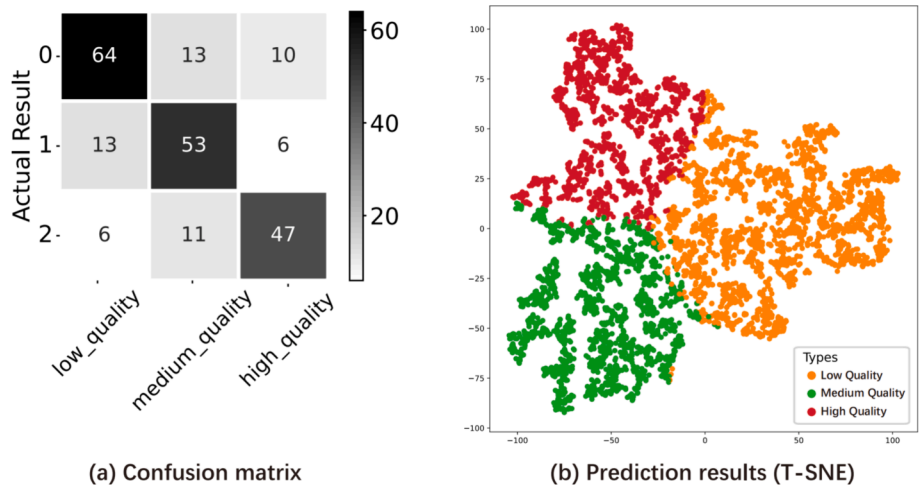 Actual Result
0
1
2
64 13 10
13 53 6
6 11 47
low_quality
medium_quality
high_quality
60
40
20
(a) Confusion matrix
100
75
50
25
0
−25
−50
−75
−100
−100 −50 0 50 100
Types
Low Quality
Medium Quality
High Quality
(b) Prediction results (T-SNE)